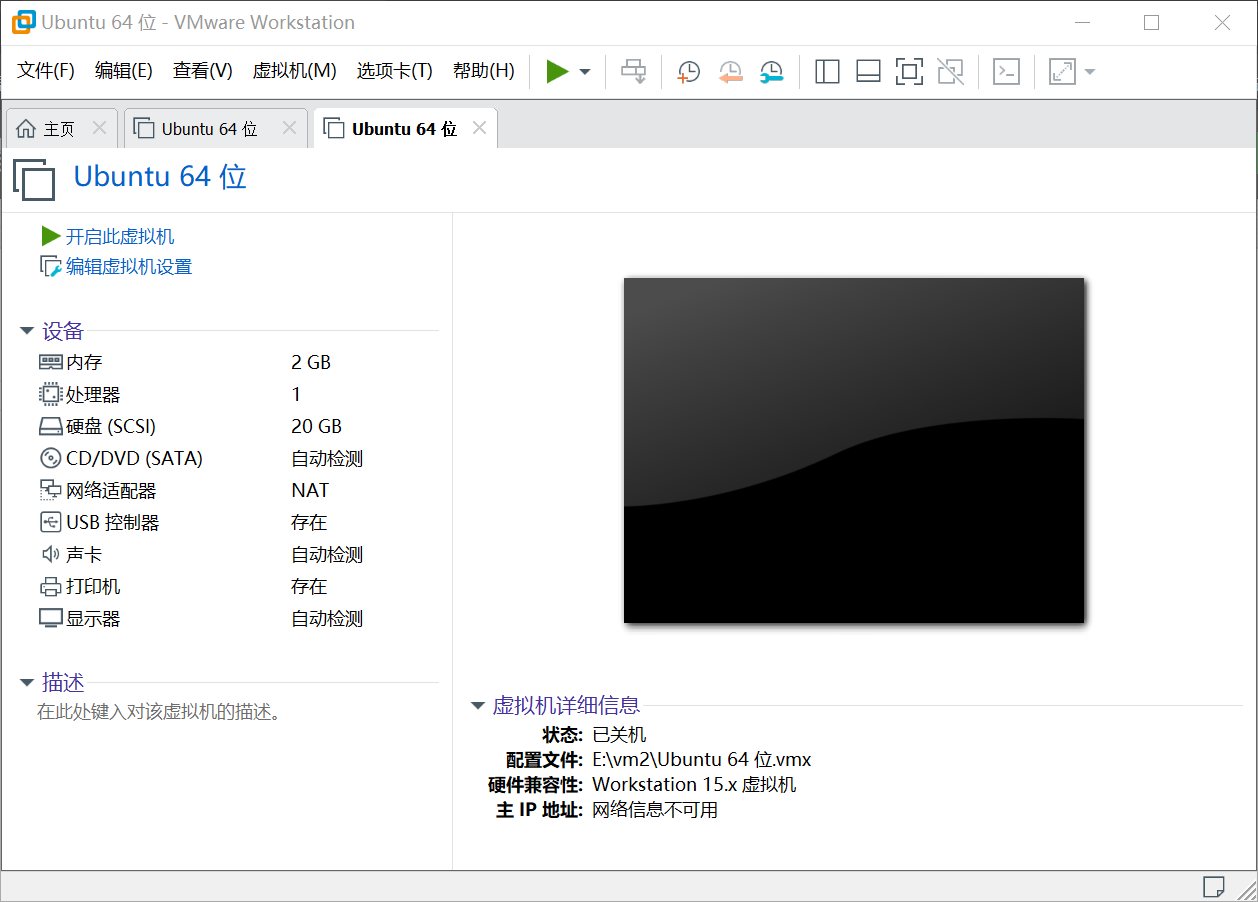 Ubuntu 64 位 - VMware Workstation
文件(F) 编辑(E) 查看(V) 虚拟机(M) 选项卡(T) 帮助(H)
主页 Ubuntu 64 位 Ubuntu 64 位
Ubuntu 64 位
开启此虚拟机
编辑虚拟机设置
设备
内存 2 GB
处理器 1
硬盘 (SCSI) 20 GB
CD/DVD (SATA) 自动检测
网络适配器 NAT
USB 控制器 存在
声卡 自动检测
打印机 存在
显示器 自动检测
描述
在此处键入对该虚拟机的描述。
虚拟机详细信息
状态: 已关机
配置文件: E:\vm2\Ubuntu 64 位.vmx
硬件兼容性: Workstation 15.x 虚拟机
主 IP 地址: 网络信息不可用